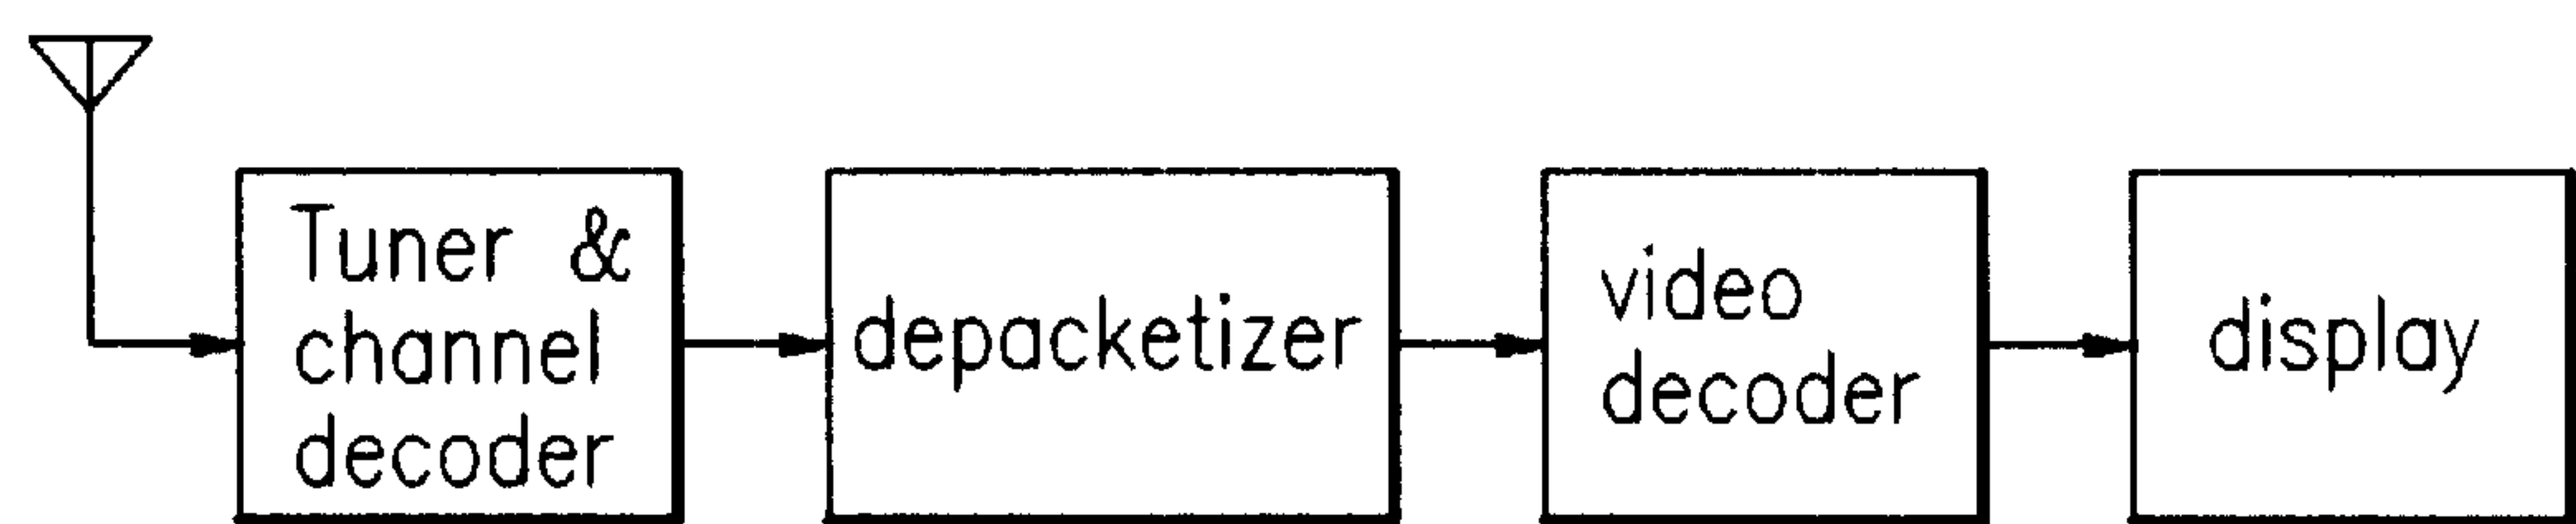 Tuner &
channel
decoder
depacketizer
video
decoder
display